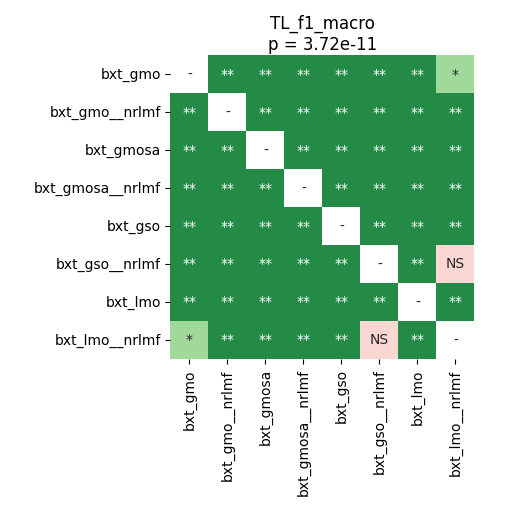 TL_f1_macro
p = 3.72e-11
bxt_gmo - ** ** ** ** ** ** *
bxt_gmo__nrlmf ** - ** ** ** ** ** **
bxt_gmosa ** ** - ** ** ** ** **
bxt_gmosa__nrlmf ** ** ** - ** ** ** **
bxt_gso ** ** ** ** - ** ** **
bxt_gso__nrlmf ** ** ** ** ** - ** NS
bxt_lmo ** ** ** ** ** ** - **
bxt_lmo__nrlmf * ** ** ** ** NS ** -
bxt_gmo
bxt_gmo__nrlmf
bxt_gmosa
bxt_gmosa__nrlmf
bxt_gso
bxt_gso__nrlmf
bxt_lmo
bxt_lmo__nrlmf